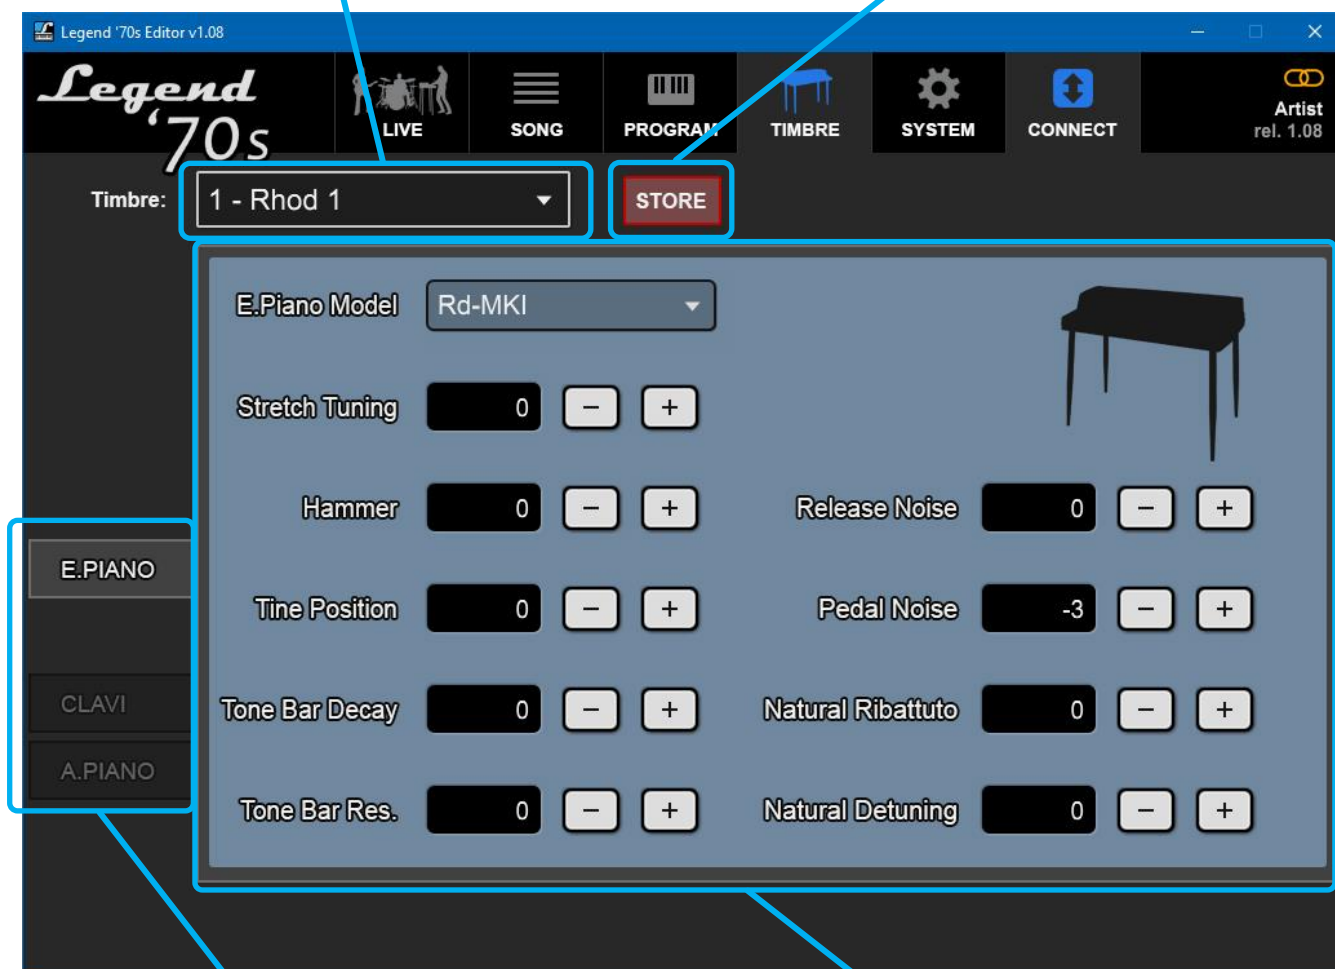 Legend '70s Editor v1.08
Legend '70s
LIVE
SONG
PROGRAM
TIMBRE
SYSTEM
CONNECT
Artist
rel. 1.08
Timbre: 1 - Rhod 1 STORE
E.Piano Model Rd-MKI
Stretch Tuning 0 − +
Hammer 0 − + Release Noise 0 − +
E.PIANO
Tine Position 0 − + Pedal Noise -3 − +
CLAVI
Tone Bar Decay 0 − + Natural Ribattuto 0 − +
A.PIANO
Tone Bar Res. 0 − + Natural Detuning 0 − +